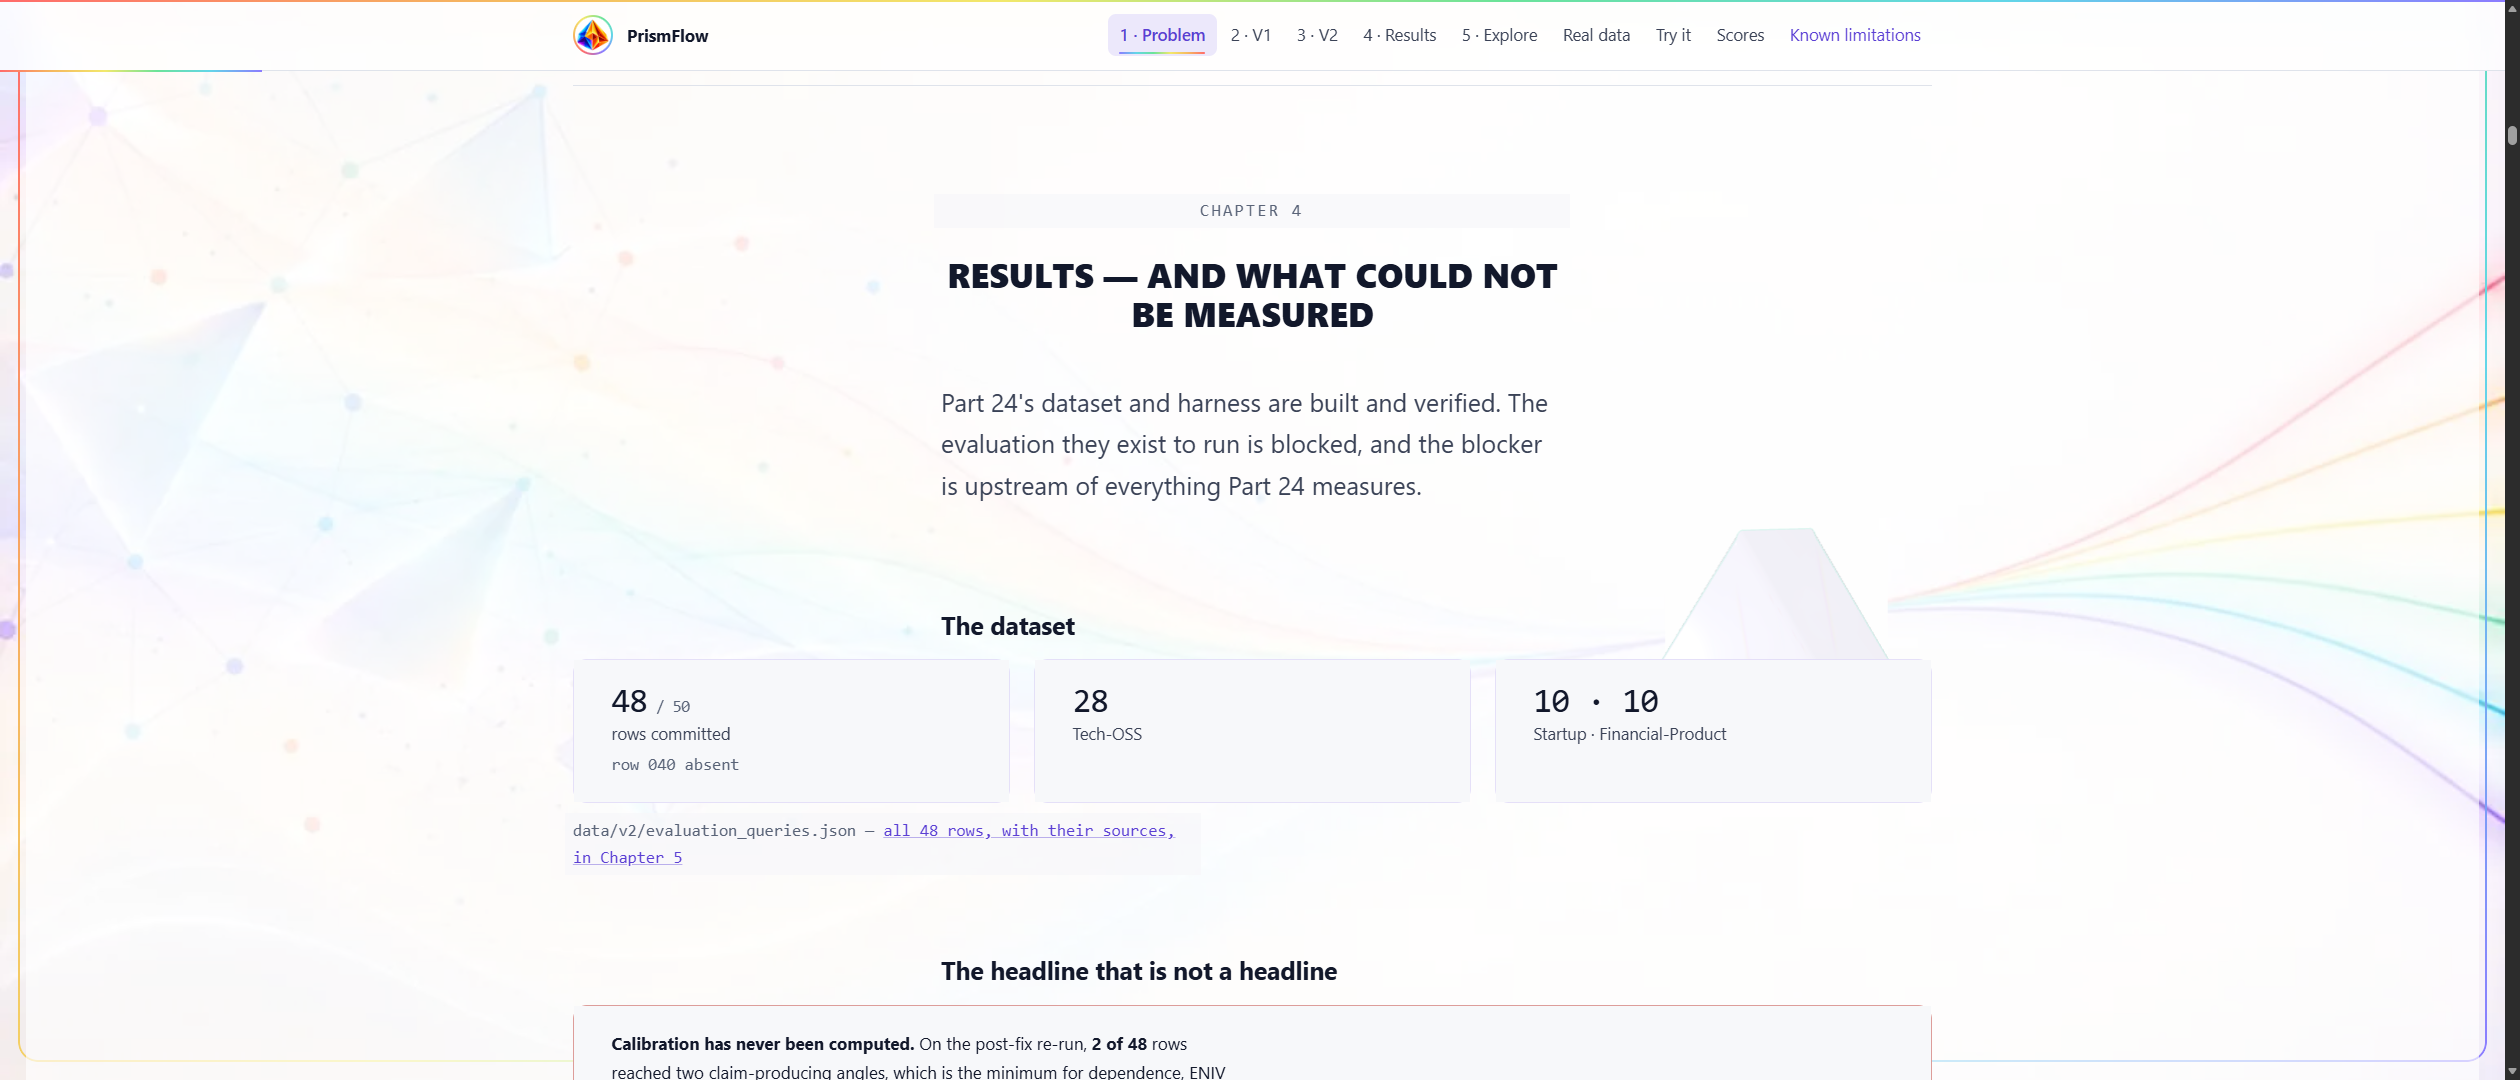 PrismFlow
1 · Problem
2 · V1
3 · V2
4 · Results
5 · Explore
Real data
Try it
Scores
Known limitations
CHAPTER 4
RESULTS — AND WHAT COULD NOT
BE MEASURED
Part 24's dataset and harness are built and verified. The
evaluation they exist to run is blocked, and the blocker
is upstream of everything Part 24 measures.
The dataset
48 / 50
rows committed
row 040 absent
28
Tech-OSS
10 · 10
Startup · Financial-Product
data/v2/evaluation_queries.json — all 48 rows, with their sources,
in Chapter 5
The headline that is not a headline
Calibration has never been computed. On the post-fix re-run, 2 of 48 rows
reached two claim-producing angles, which is the minimum for dependence, ENIV